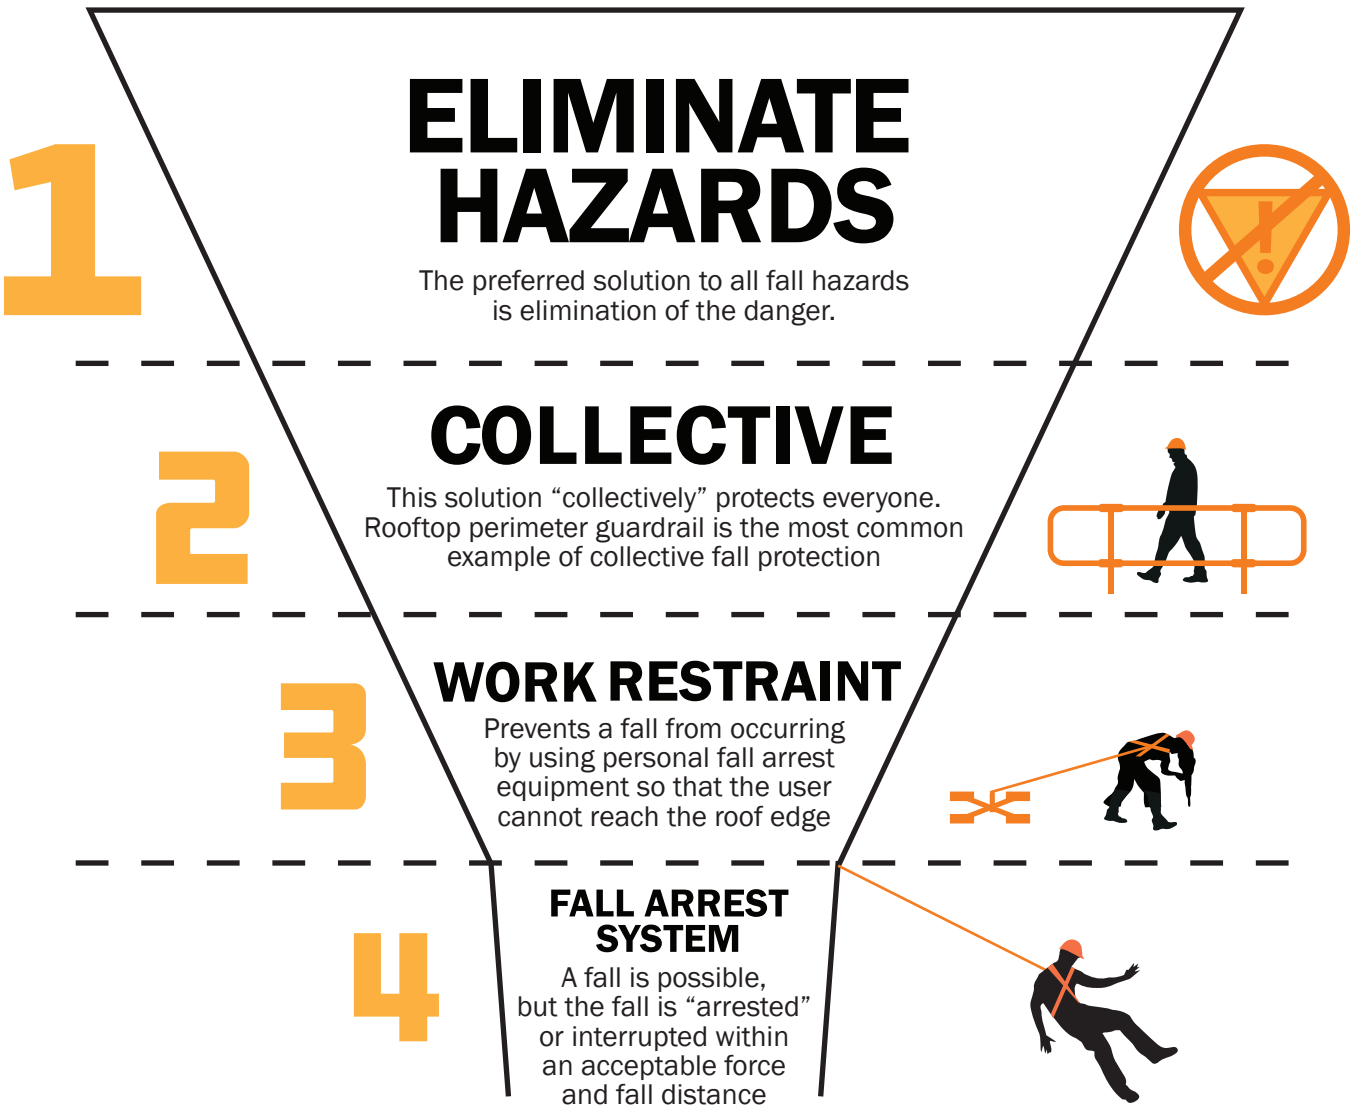 1
ELIMINATE
HAZARDS
The preferred solution to all fall hazards
is elimination of the danger.
!
2
COLLECTIVE
This solution “collectively” protects everyone.
Rooftop perimeter guardrail is the most common
example of collective fall protection
3
WORK RESTRAINT
Prevents a fall from occurring
by using personal fall arrest
equipment so that the user
cannot reach the roof edge
4
FALL ARREST
SYSTEM
A fall is possible,
but the fall is “arrested”
or interrupted within
an acceptable force
and fall distance